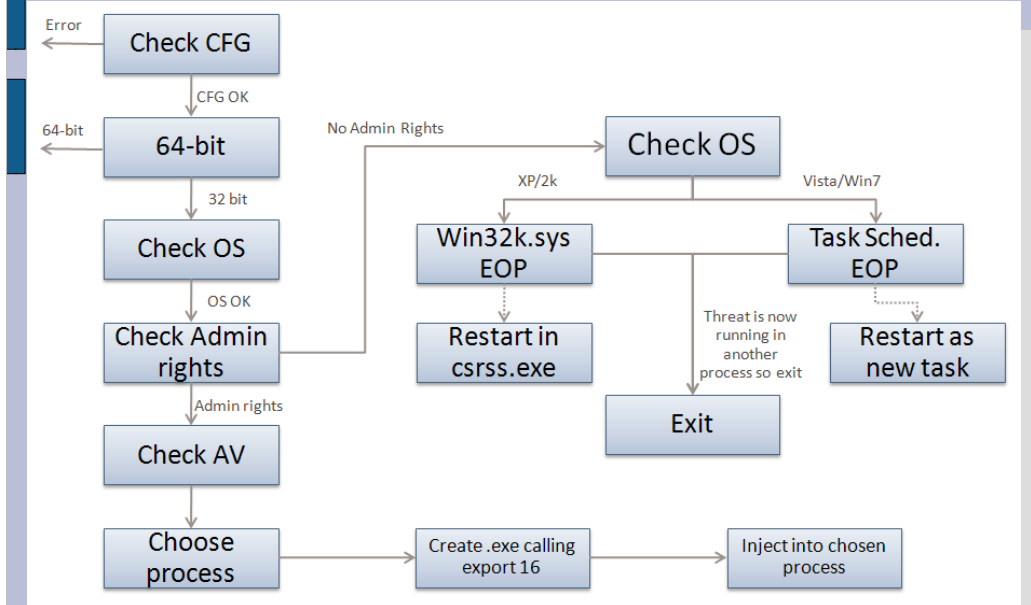 Error
Check CFG
CFG OK
64-bit
64-bit
No Admin Rights
Check OS
32 bit
XP/2k
Vista/Win7
Check OS
Win32k.sys
EOP
Task Sched.
EOP
OS OK
Check Admin
rights
Restart in
csrss.exe
Threat is now
running in
another
process so exit
Restart as
new task
Admin rights
Exit
Check AV
Choose
process
Create .exe calling
export 16
Inject into chosen
process